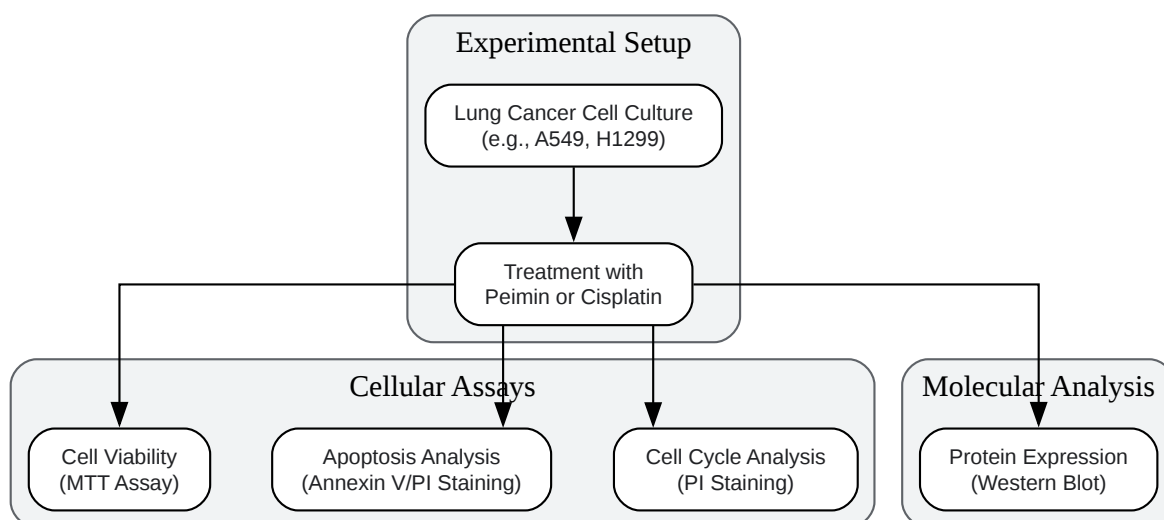 Experimental Setup
Lung Cancer Cell Culture
(e.g., A549, H1299)
Treatment with
Peimin or Cisplatin
Cellular Assays
Molecular Analysis
Cell Viability
(MTT Assay)
Apoptosis Analysis
(Annexin V/PI Staining)
Cell Cycle Analysis
(PI Staining)
Protein Expression
(Western Blot)